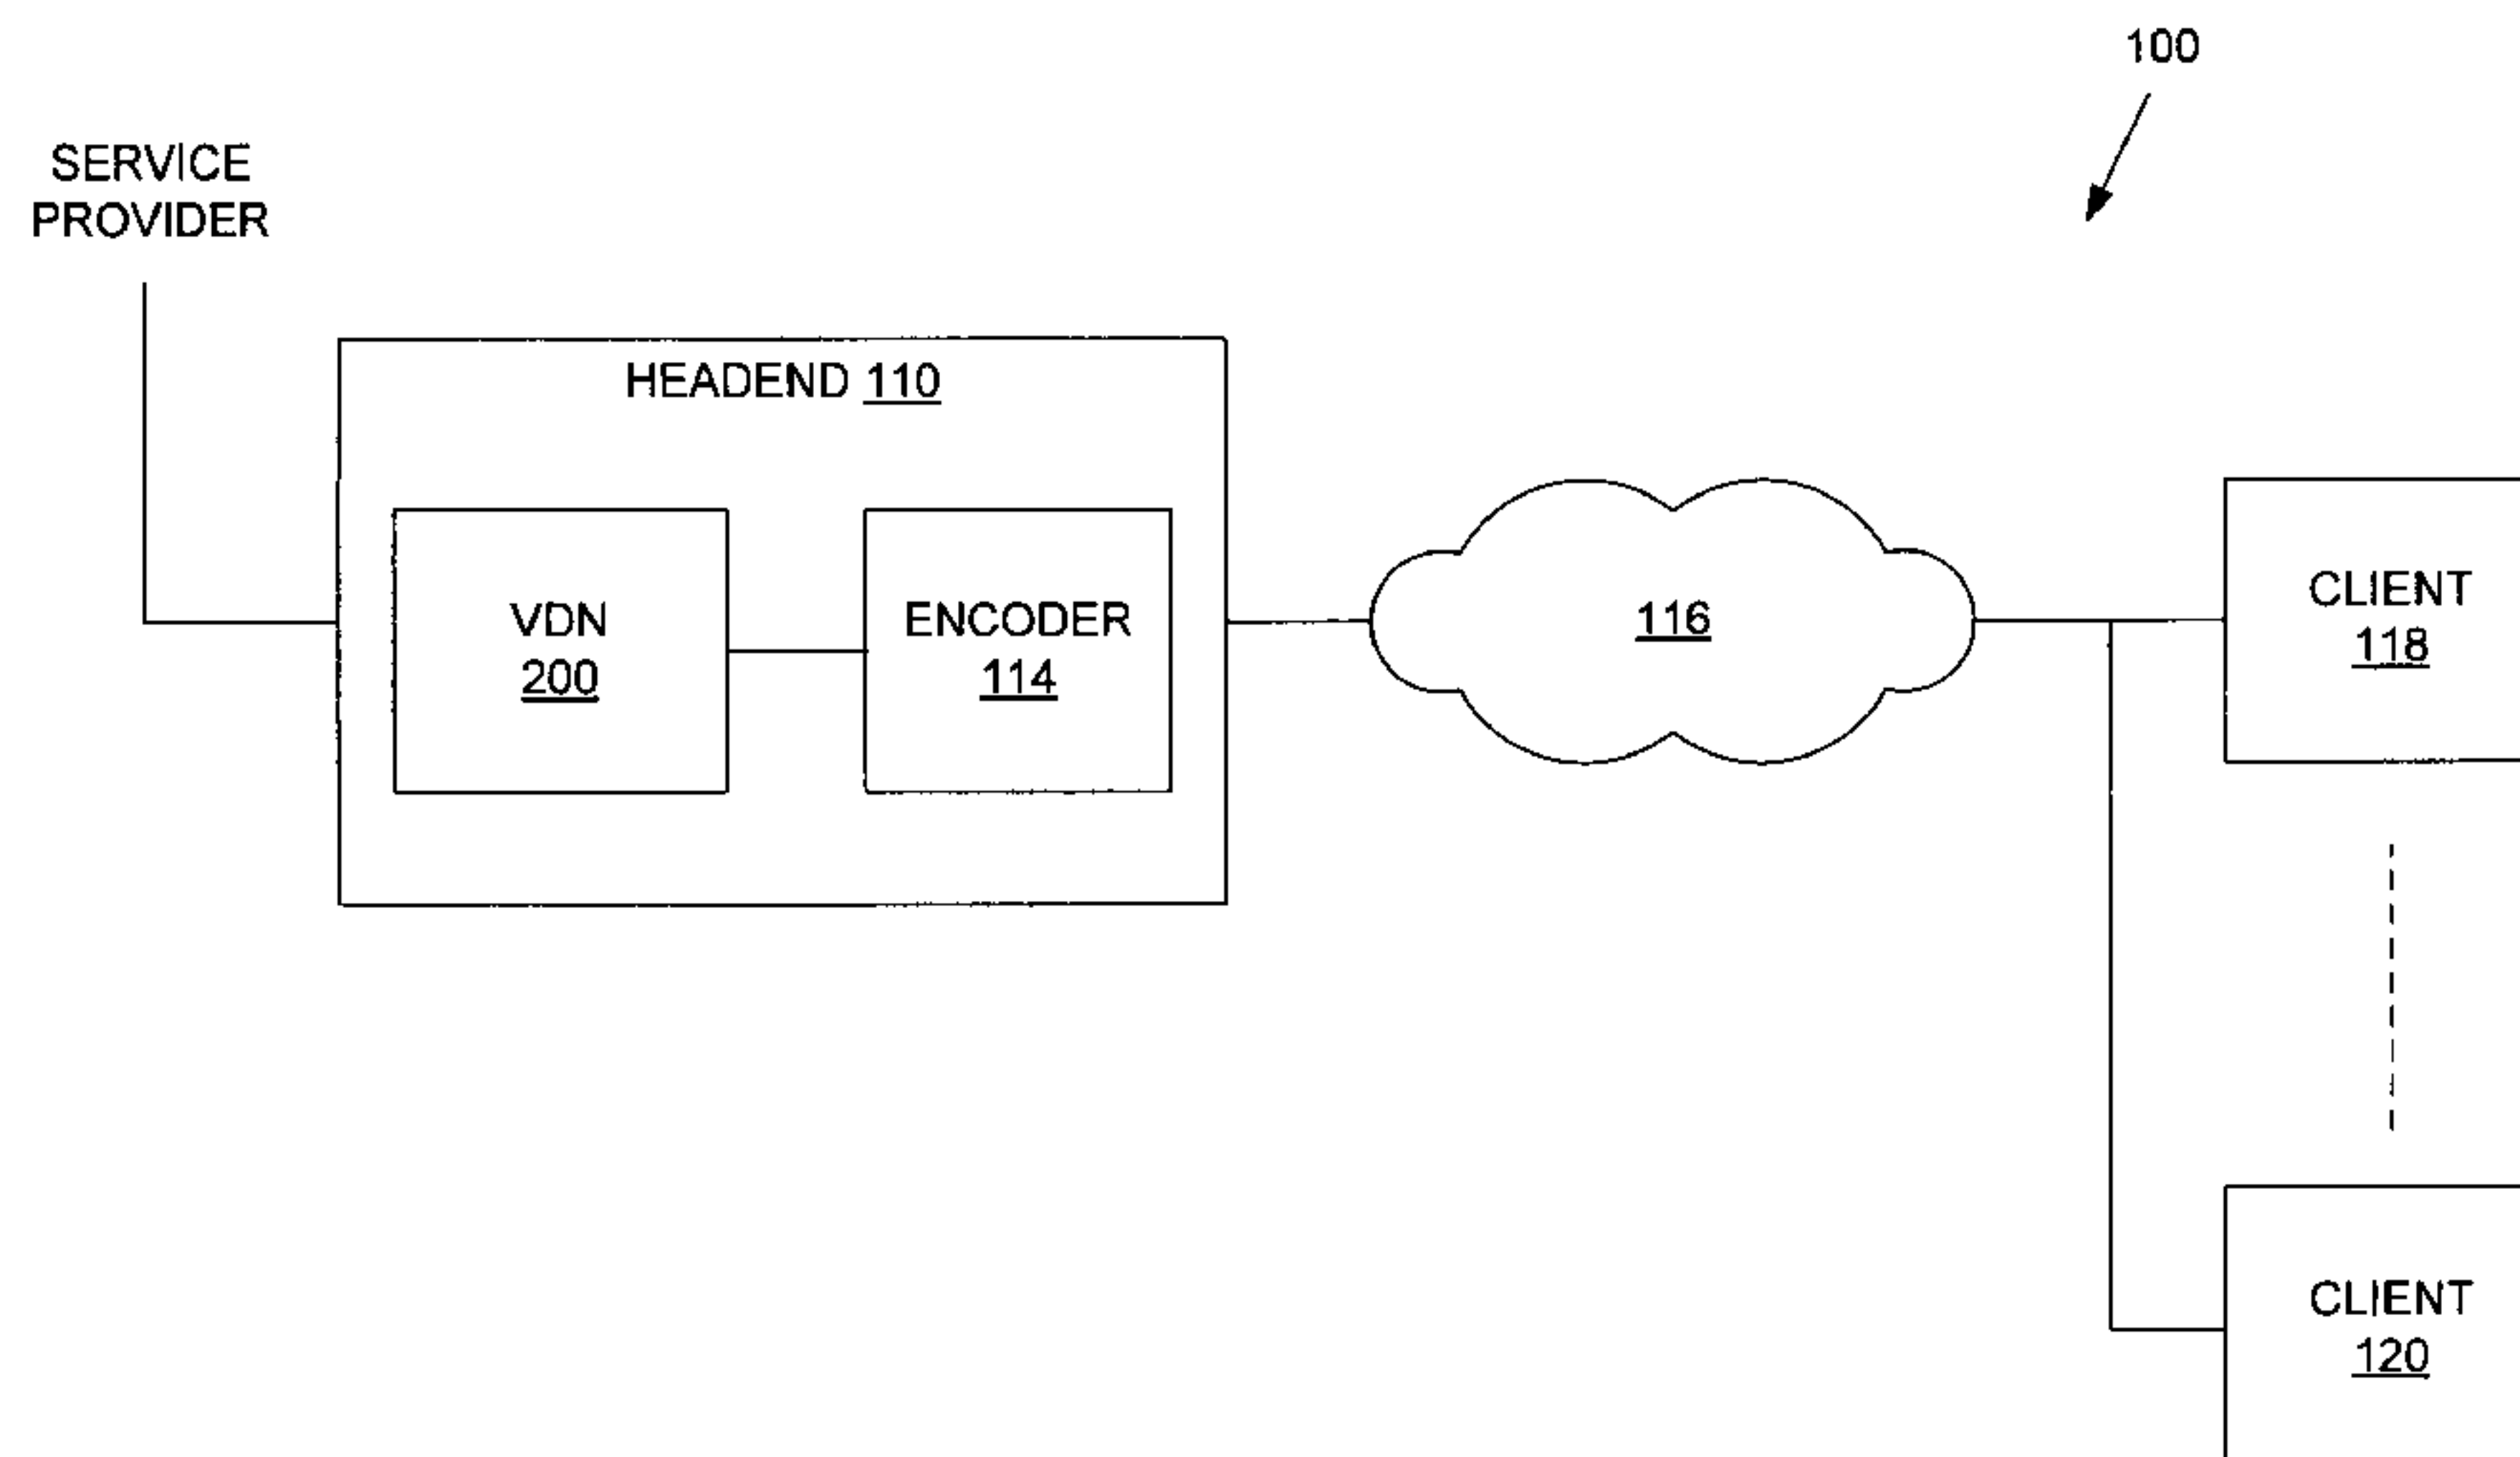 100
SERVICE
PROVIDER
HEADEND 110
VDN
200
ENCODER
114
116
CLIENT
118
CLIENT
120